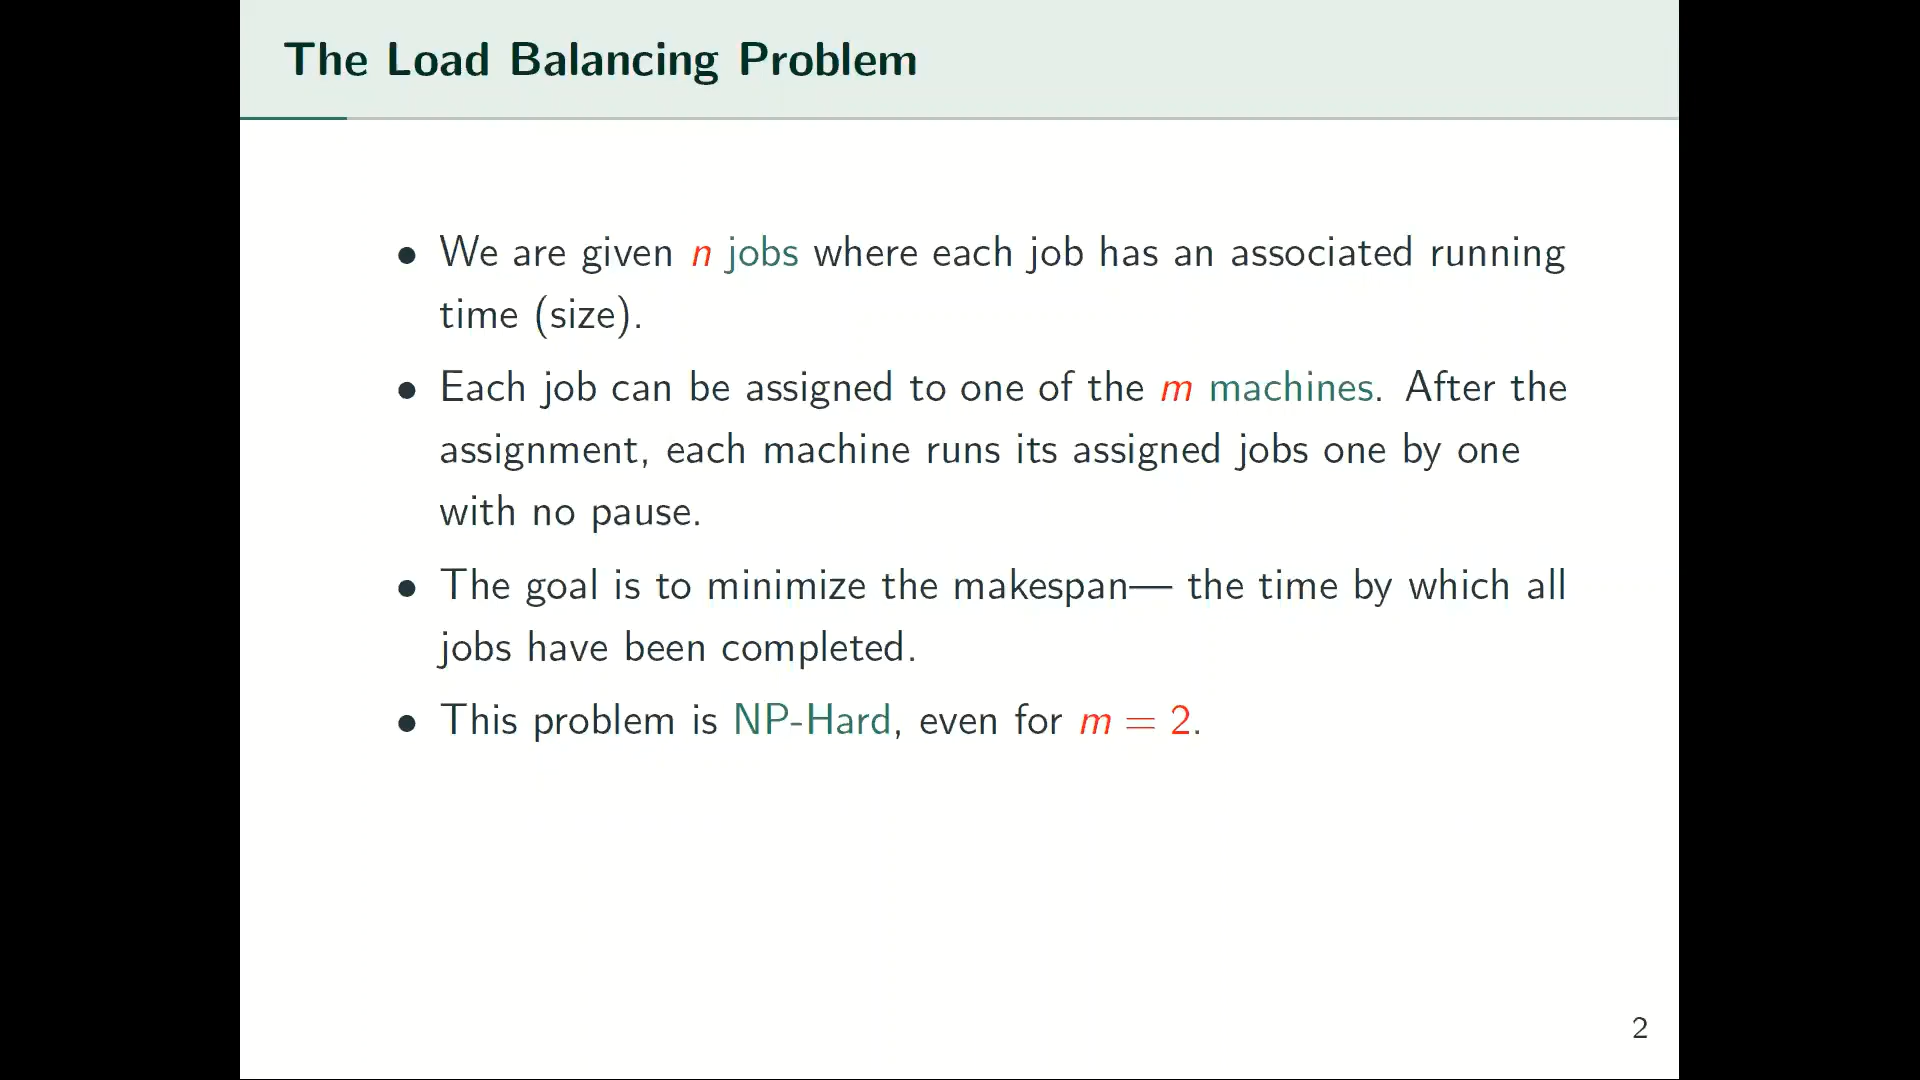 The Load Balancing Problem
• We are given n jobs where each job has an associated running
time (size).
• Each job can be assigned to one of the m machines. After the
assignment, each machine runs its assigned jobs one by one
with no pause.
• The goal is to minimize the makespan— the time by which all
jobs have been completed.
• This problem is NP-Hard, even for m = 2.
2